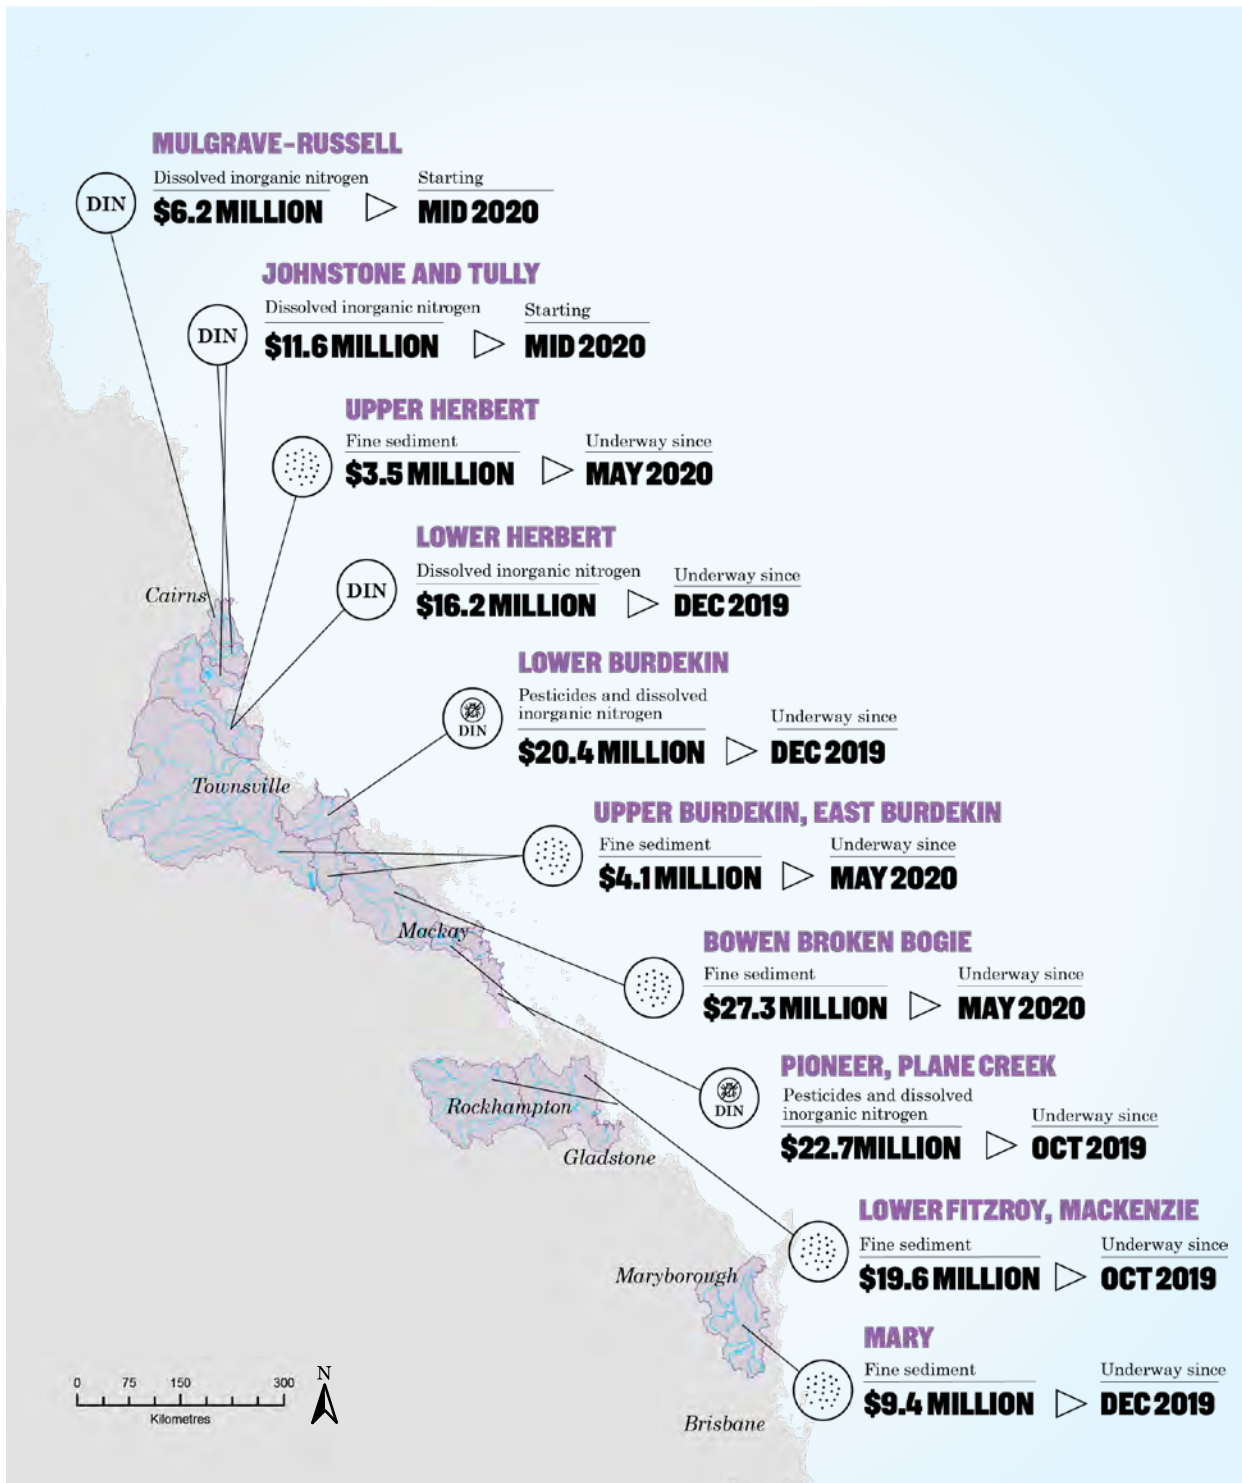 MULGRAVE-RUSSELL
Dissolved inorganic nitrogen
Starting
DIN
$6.2 MILLION
MID 2020
JOHNSTONE AND TULLY
Dissolved inorganic nitrogen
Starting
DIN
$11.6 MILLION
MID 2020
UPPER HERBERT
Fine sediment
Underway since
$3.5 MILLION
MAY 2020
LOWER HERBERT
Dissolved inorganic nitrogen
Underway since
DIN
$16.2 MILLION
DEC 2019
Cairns
LOWER BURDEKIN
Pesticides and dissolved
inorganic nitrogen
Underway since
DIN
$20.4 MILLION
DEC 2019
Townsville
UPPER BURDEKIN, EAST BURDEKIN
Fine sediment
Underway since
$4.1 MILLION
MAY 2020
Mackay
BOWEN BROKEN BOGIE
Fine sediment
Underway since
$27.3 MILLION
MAY 2020
PIONEER, PLANE CREEK
Pesticides and dissolved
inorganic nitrogen
Underway since
DIN
$22.7MILLION
OCT 2019
Rockhampton
Gladstone
LOWER FITZROY, MACKENZIE
Fine sediment
Underway since
$19.6 MILLION
OCT 2019
Maryborough
MARY
Fine sediment
Underway since
$9.4 MILLION
DEC 2019
Brisbane
0 75 150 300
Kilometres
N